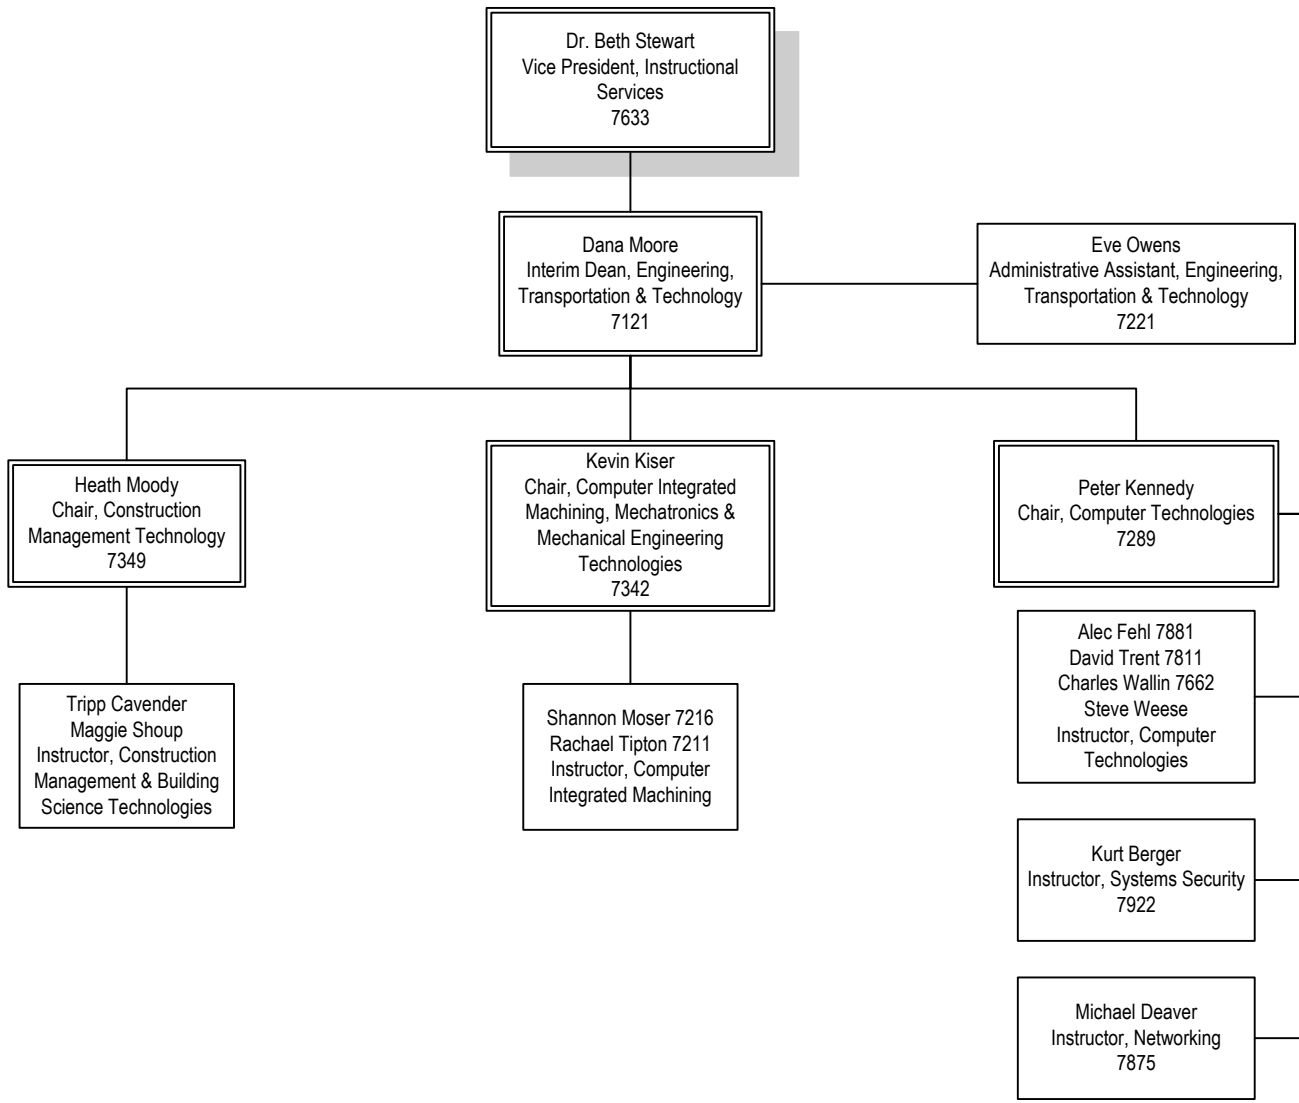 Dr. Beth Stewart
Vice President, Instructional
Services
7633
Dana Moore
Interim Dean, Engineering,
Transportation & Technology
7121
Eve Owens
Administrative Assistant, Engineering,
Transportation & Technology
7221
Heath Moody
Chair, Construction
Management Technology
7349
Kevin Kiser
Chair, Computer Integrated
Machining, Mechatronics &
Mechanical Engineering
Technologies
7342
Peter Kennedy
Chair, Computer Technologies
7289
Tripp Cavender
Maggie Shoup
Instructor, Construction
Management & Building
Science Technologies
Shannon Moser 7216
Rachael Tipton 7211
Instructor, Computer
Integrated Machining
Alec Fehl 7881
David Trent 7811
Charles Wallin 7662
Steve Weese
Instructor, Computer
Technologies
Kurt Berger
Instructor, Systems Security
7922
Michael Deaver
Instructor, Networking
7875